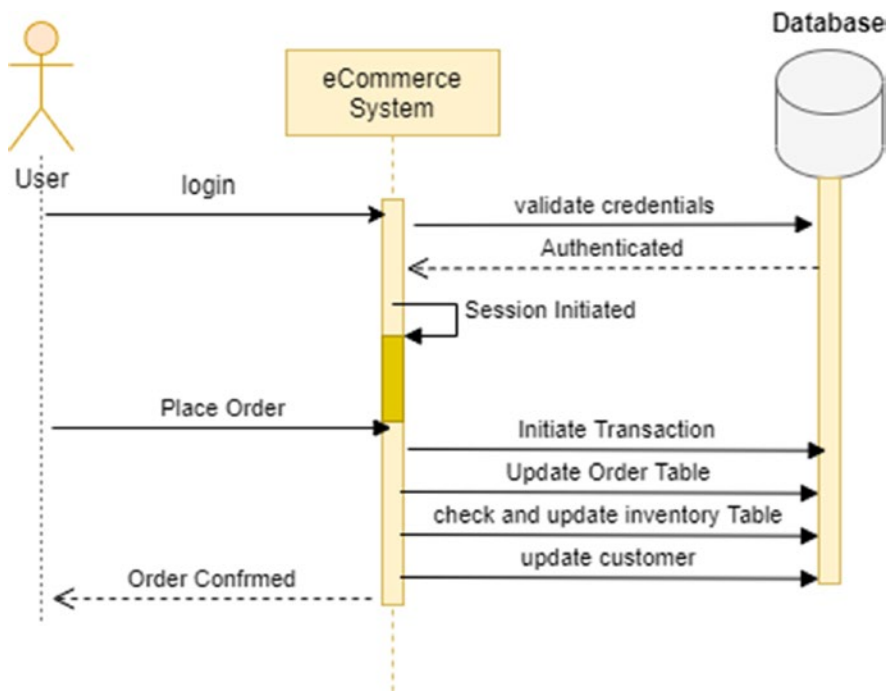 Database
eCommerce
System
User
login
validate credentials
Authenticated
Session Initiated
Place Order
Initiate Transaction
Update Order Table
check and update inventory Table
update customer
Order Confrmed